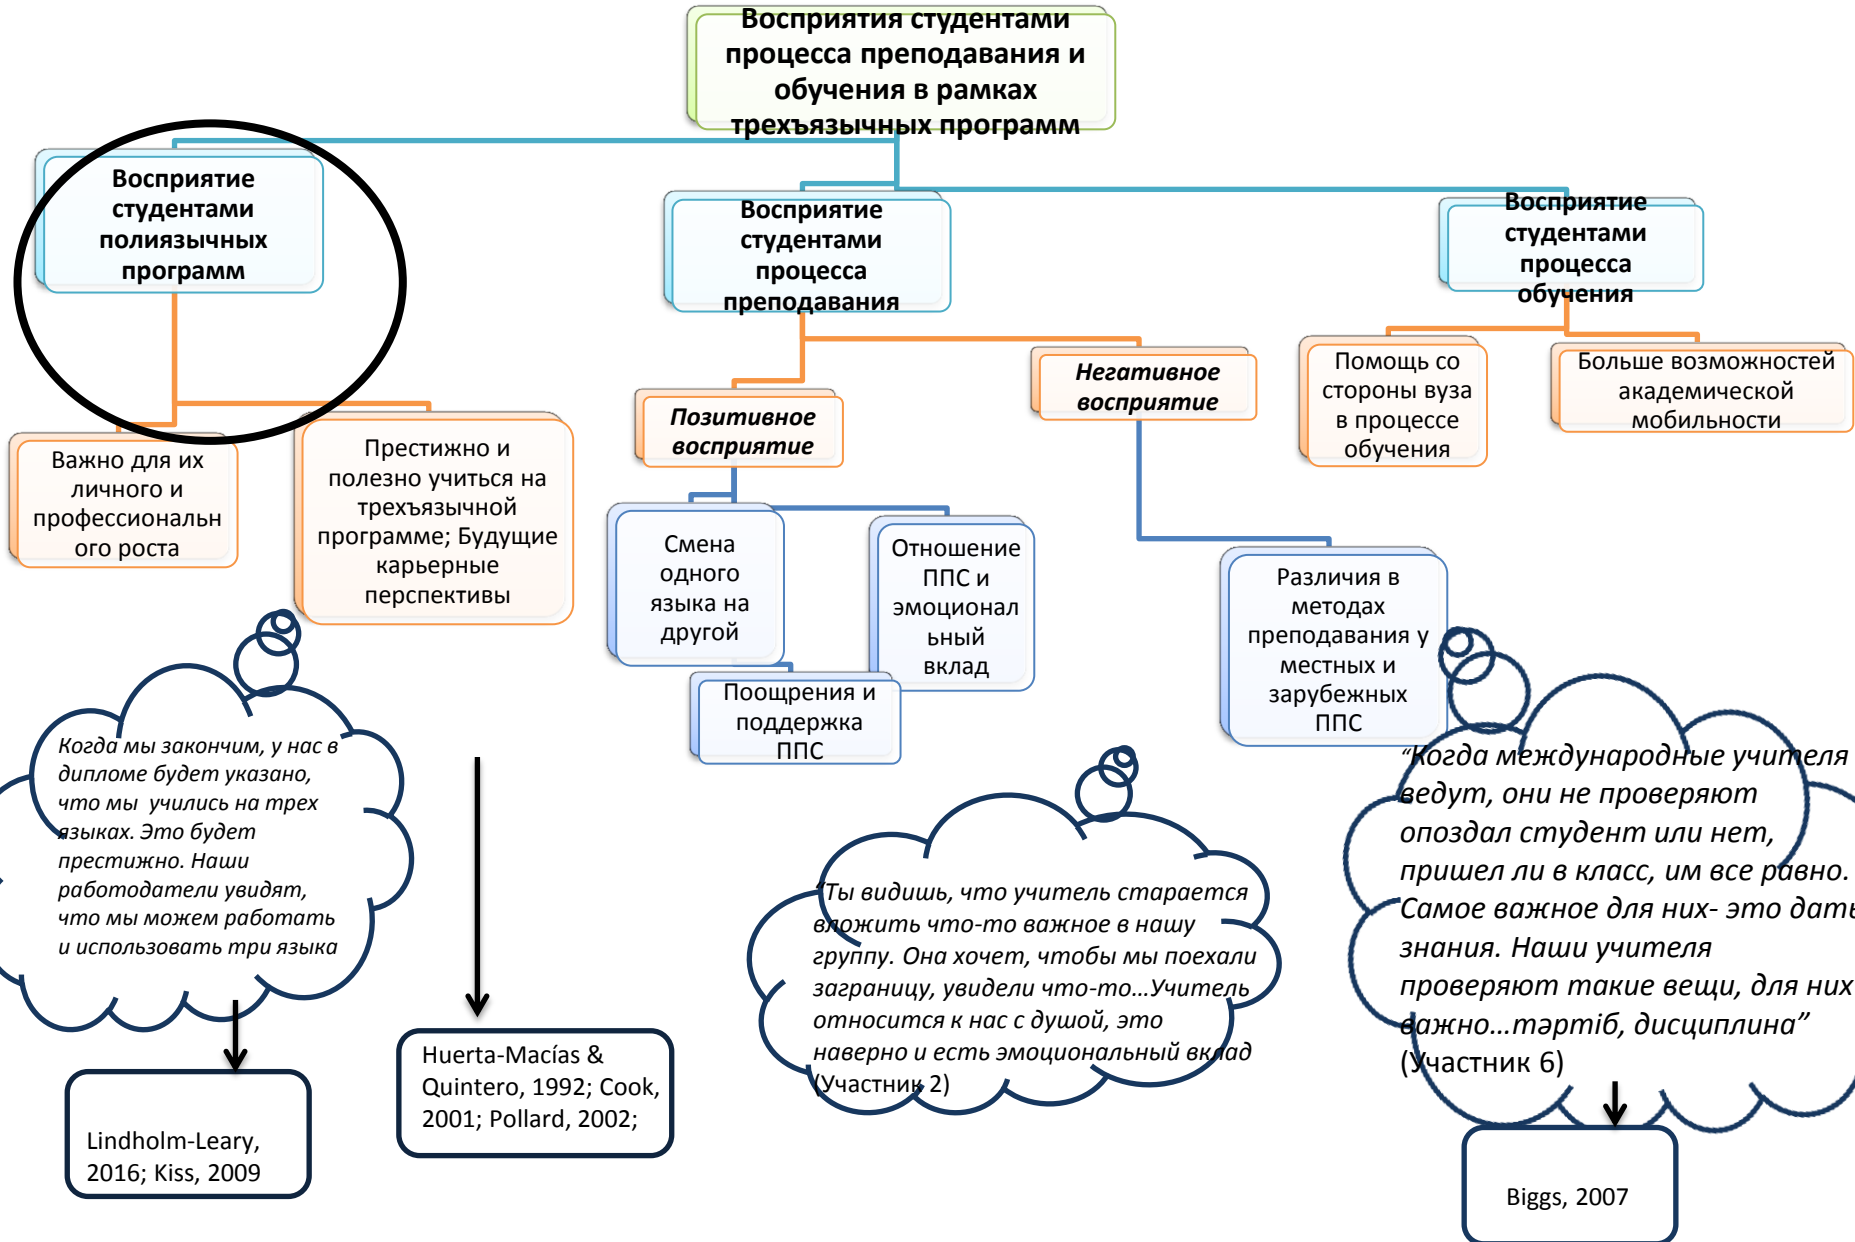 Восприятия студентами
процесса преподавания и
обучения в рамках
трехъязычных программ
Восприятие
студентами
полиязычных
программ
Восприятие
студентами
процесса
преподавания
Восприятие
студентами
процесса
обучения
Важно для их
личного и
профессиональн
ого роста
Престижно и
полезно учиться на
трехъязычной
программе; Будущие
карьерные
перспективы
Позитивное
восприятие
Негативное
восприятие
Помощь со
стороны вуза
в процессе
обучения
Больше возможностей
академической
мобильности
Смена
одного
языка на
другой
Отношение
ППС и
эмоционал
ьный
вклад
Поощрения и
поддержка
ППС
Различия в
методах
преподавания у
местных и
зарубежных
ППС
Когда мы закончим, у нас в
дипломе будет указано,
что мы учились на трех
языках. Это будет
престижно. Наши
работодатели увидят,
что мы можем работать
и использовать три языка
"Ты видишь, что учитель старается
вложить что-то важное в нашу
группу. Она хочет, чтобы мы поехали
заграницу, увидели что-то…Учитель
относится к нас с душой, это
наверно и есть эмоциональный вклад
(Участник 2)
“Когда международные учителя
ведут, они не проверяют
опоздал студент или нет,
пришел ли в класс, им все равно.
Самое важное для них- это дать
знания. Наши учителя
проверяют такие вещи, для них
важно…тәртіб, дисциплина”
(Участник 6)
Lindholm-Leary,
2016; Kiss, 2009
Huerta-Macías &
Quintero, 1992; Cook,
2001; Pollard, 2002;
Biggs, 2007